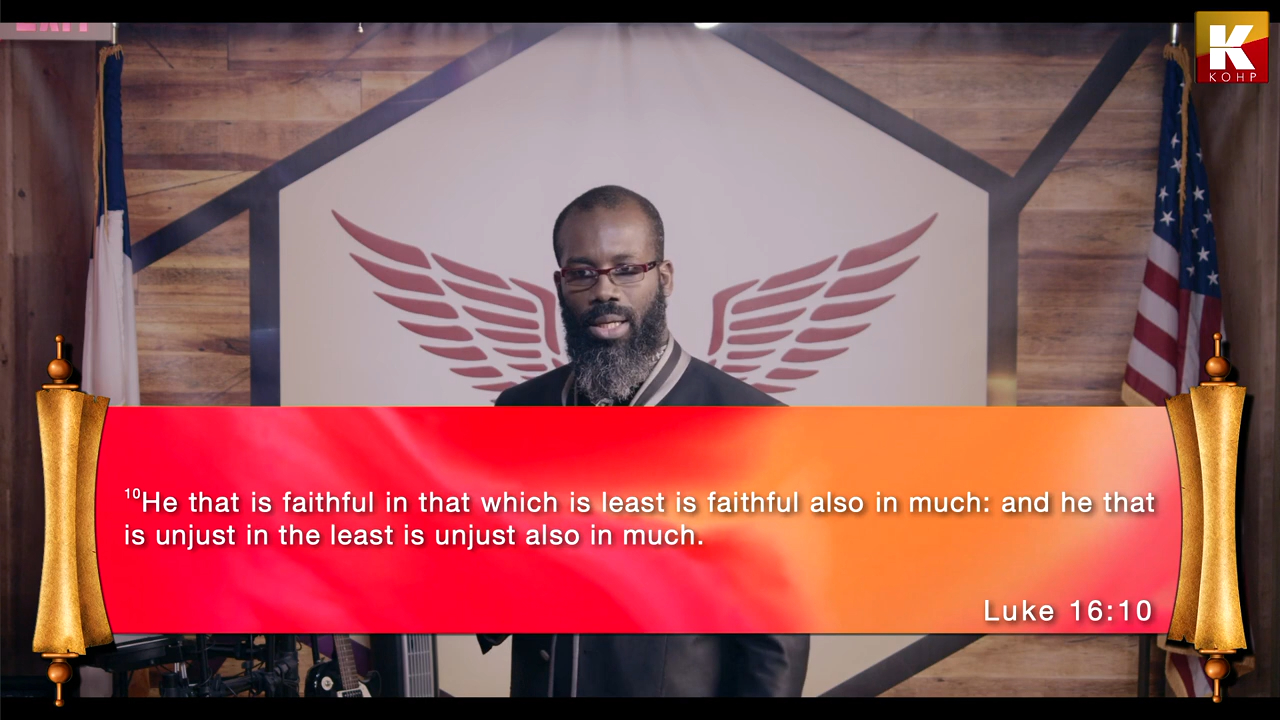 EXIT
K
KOHP
10He that is faithful in that which is least is faithful also in much: and he that
is unjust in the least is unjust also in much.
Luke 16:10